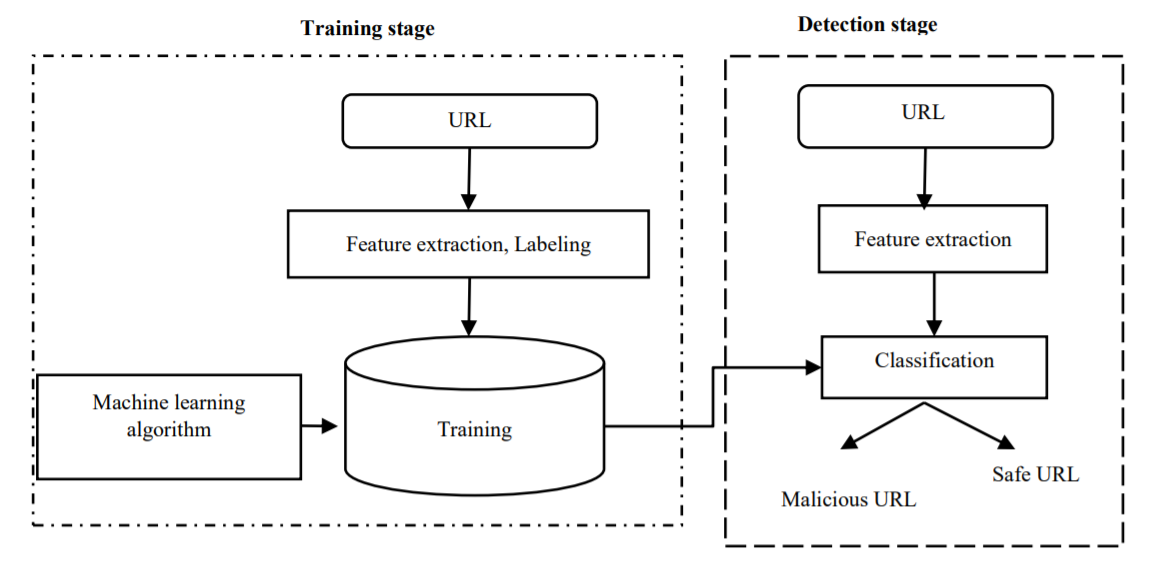 Training stage
URL
Feature extraction, Labeling
Machine learning
algorithm
Training
Detection stage
URL
Feature extraction
Classification
Safe URL
Malicious URL